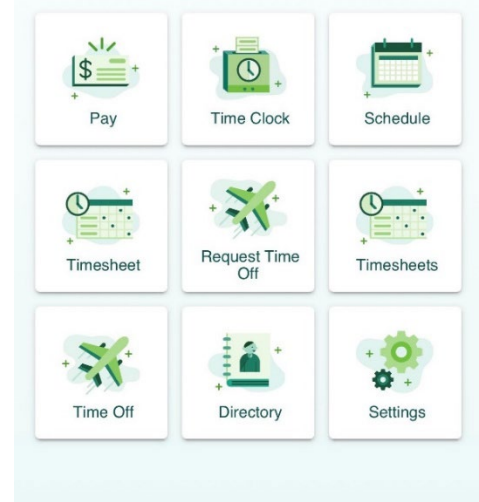 $
Pay
Time Clock
Schedule
Timesheet
Request Time
Off
Timesheets
Time Off
Directory
Settings